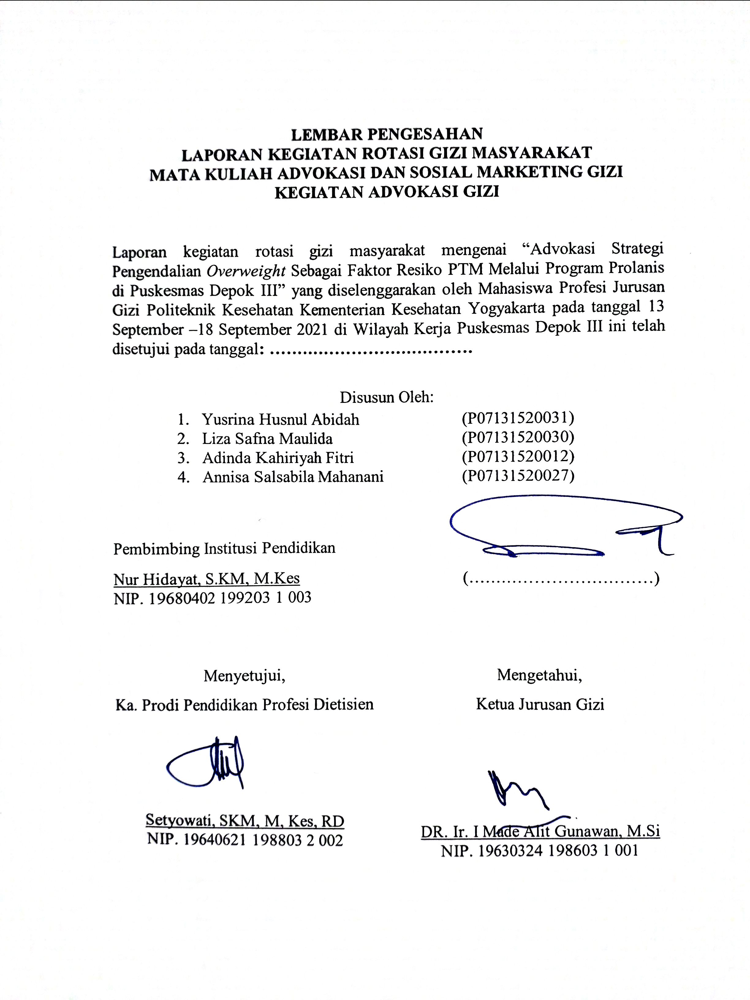 LEMBAR PENGESAHAN
LAPORAN KEGIATAN ROTASI GIZI MASYARAKAT
MATA KULIAH ADVOKASI DAN SOSIAL MARKETING GIZI
KEGIATAN ADVOKASI GIZI
Laporan kegiatan rotasi gizi masyarakat mengenai “Advokasi Strategi
Pengendalian Overweight Sebagai Faktor Resiko PTM Melalui Program Prolanis
di Puskesmas Depok III” yang diselenggarakan oleh Mahasiswa Profesi Jurusan
Gizi Politeknik Kesehatan Kementerian Kesehatan Yogyakarta pada tanggal 13
September –18 September 2021 di Wilayah Kerja Puskesmas Depok III ini telah
disetujui pada tanggal: .....................................
Disusun Oleh:
1. Yusrina Husnul Abidah (P07131520031)
2. Liza Safna Maulida (P07131520030)
3. Adinda Kahiriyah Fitri (P07131520012)
4. Annisa Salsabila Mahanani (P07131520027)
Pembimbing Institusi Pendidikan
Nur Hidayat, S.KM, M.Kes (..................................)
NIP. 19680402 199203 1 003
Menyetujui, Mengetahui,
Ka. Prodi Pendidikan Profesi Dietisien Ketua Jurusan Gizi
Setyowati, SKM, M, Kes, RD DR. Ir. I Made Alit Gunawan, M.Si
NIP. 19640621 198803 2 002 NIP. 19630324 198603 1 001